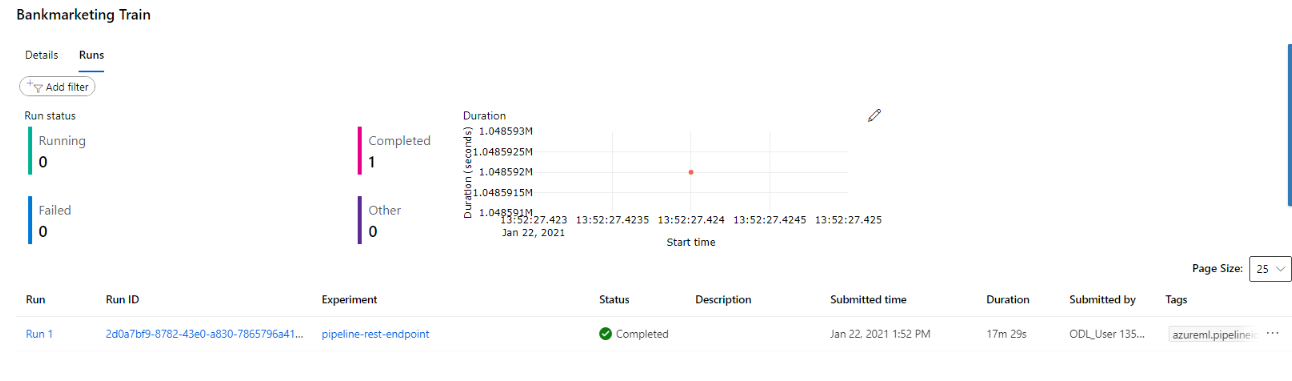 Bankmarketing Train
Details Runs
Add filter
Run status
Running
0
Completed
1
Failed
0
Other
0
Duration
Duration (seconds)
1.048593M
1.0485925M
1.048592M
1.0485915M
1.048591M
13:52:27.423 13:52:27.4235 13:52:27.424 13:52:27.4245 13:52:27.425
Jan 22, 2021
Start time
Page Size: 25
Run Run ID Experiment Status Description Submitted time Duration Submitted by Tags
Run 1 2d0a7bf9-8782-43e0-a830-7865796a41... pipeline-rest-endpoint Completed Jan 22, 2021 1:52 PM 17m 29s ODL_User 135... azureml.pipelineid ...